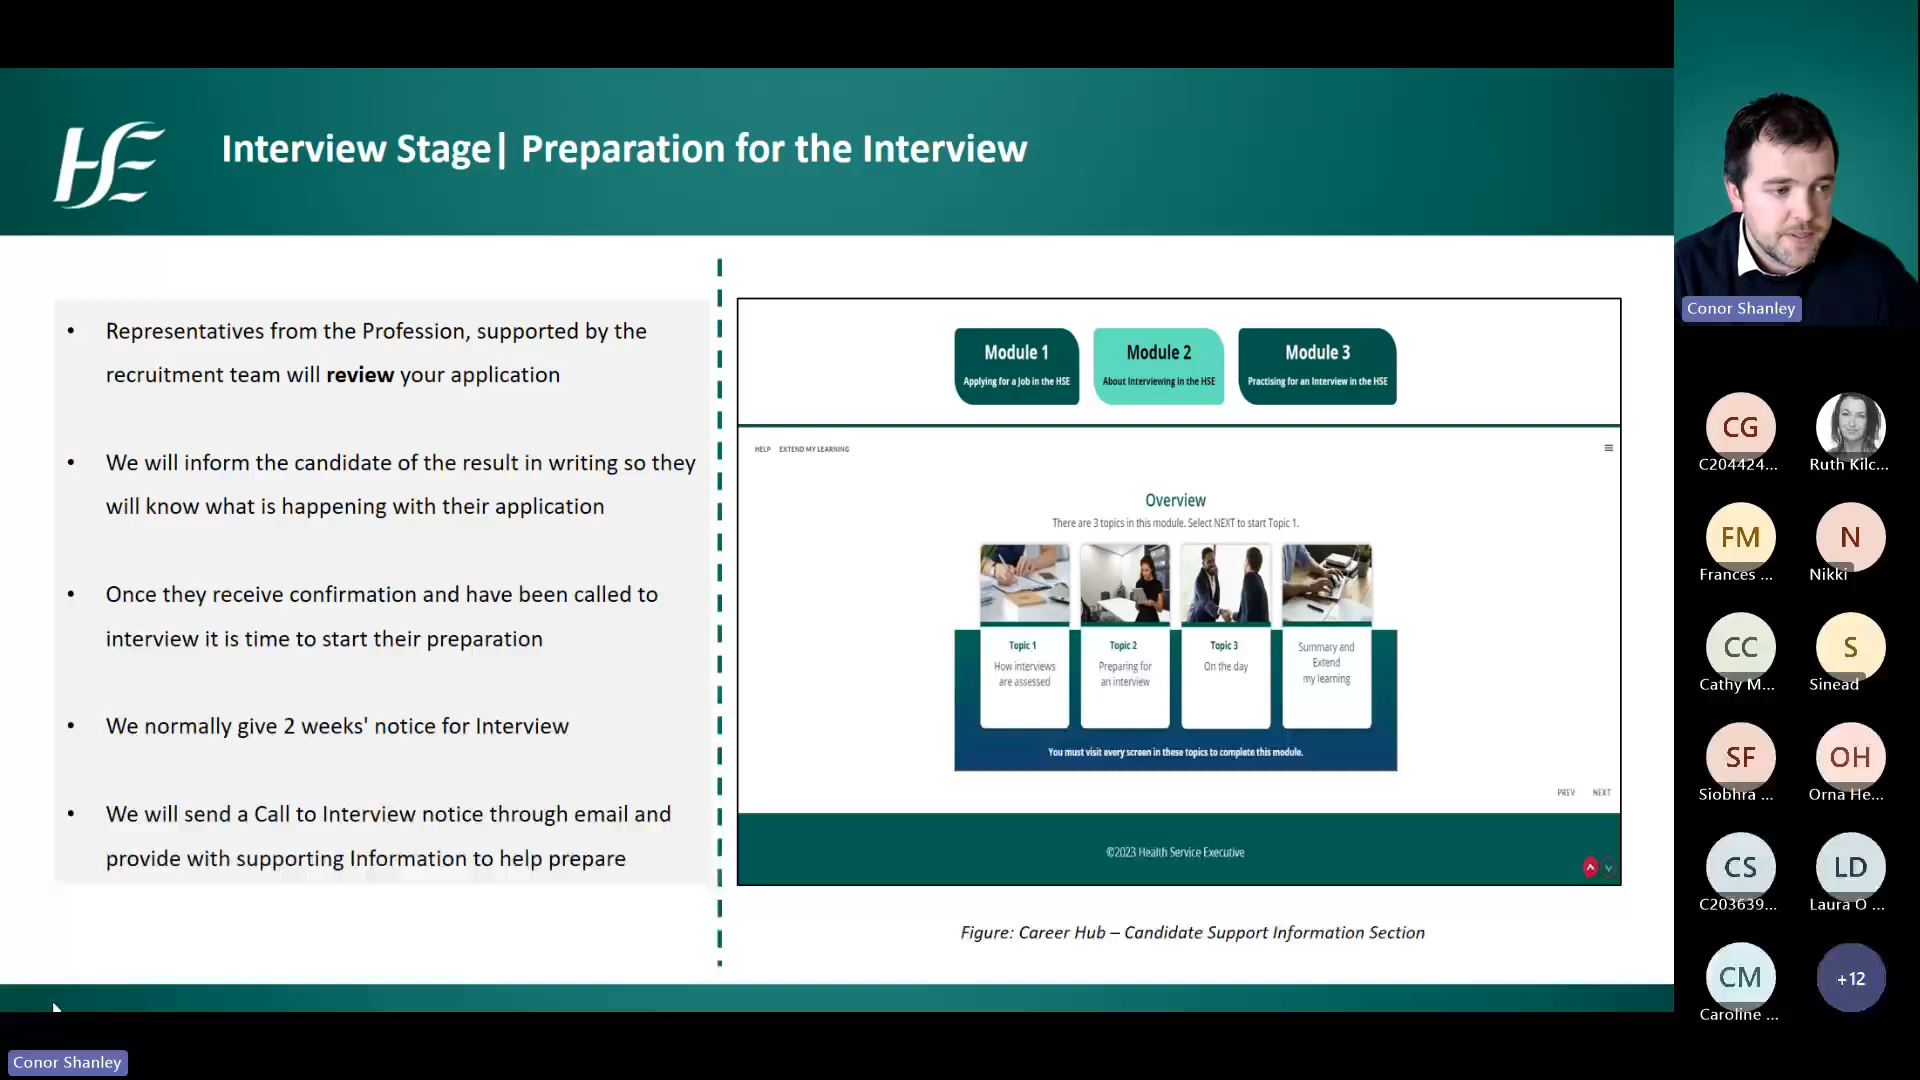 HSE
Interview Stage| Preparation for the Interview
• Representatives from the Profession, supported by the
recruitment team will review your application
• We will inform the candidate of the result in writing so they
will know what is happening with their application
• Once they receive confirmation and have been called to
interview it is time to start their preparation
• We normally give 2 weeks' notice for Interview
• We will send a Call to Interview notice through email and
provide with supporting Information to help prepare
Module 1
Applying for a Job in the HSE
Module 2
About Interviewing in the HSE
Module 3
Practising for an Interview in the HSE
HELP EXTEND MY LEARNING
Overview
There are 3 topics in this module. Select NEXT to start Topic 1.
Topic 1
How interviews
are assessed
Topic 2
Preparing for
an interview
Topic 3
On the day
Summary and
Extend
my learning
You must visit every screen in these topics to complete this module.
PREV NEXT
©2023 Health Service Executive
Figure: Career Hub – Candidate Support Information Section
Conor Shanley
Conor Shanley
CG
C204424...
Ruth Kilc...
FM
Frances ...
N
Nikki
CC
Cathy M...
S
Sinead
SF
Siobhra ...
OH
Orna He...
CS
C203639...
LD
Laura O ...
CM
Caroline ...
+12